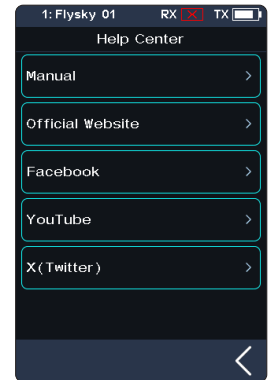 1: Flysky 01 RX X TX
Help Center
Manual
Official Website
Facebook
YouTube
X(Twitter)